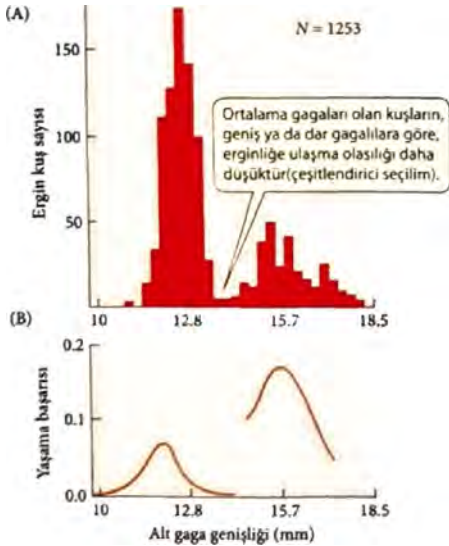 (A)
N = 1253
150
100
50
Ergin kuş sayısı
Ortalama gagaları olan kuşların,
geniş ya da dar gagalılara göre,
erginliğe ulaşma olasılığı daha
düşüktür(çeşitlendirici seçilim).
10
12.8
15.7
18.5
(B)
0.2
0.1
0.0
Yaşama başarısı
10
12.8
15.7
18.5
Alt gaga genişliği (mm)